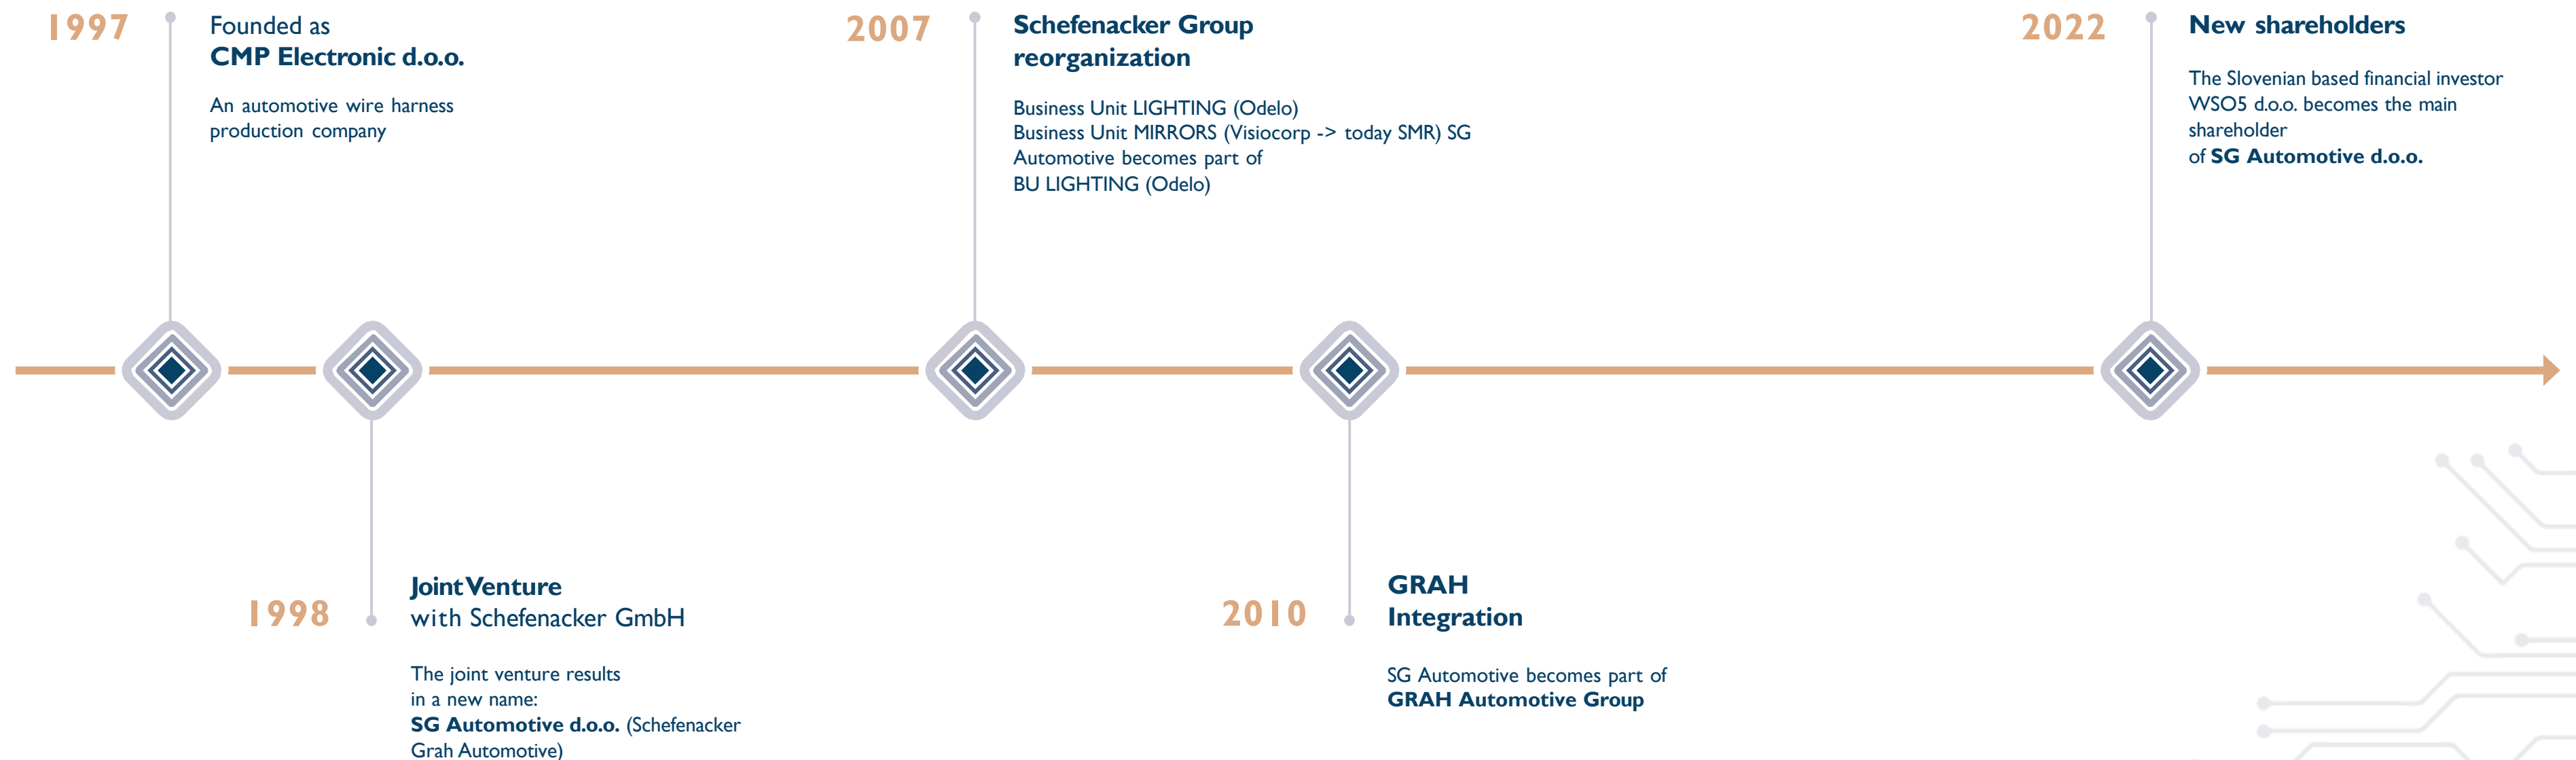 1997
Founded as
CMP Electronic d.o.o.
An automotive wire harness
production company
1998
Joint Venture
with Schefenacker GmbH
The joint venture results
in a new name:
SG Automotive d.o.o. (Schefenacker
Grah Automotive)
2007
Schefenacker Group
reorganization
Business Unit LIGHTING (Odelo)
Business Unit MIRRORS (Visiocorp -> today SMR) SG
Automotive becomes part of
BU LIGHTING (Odelo)
2010
GRAH
Integration
SG Automotive becomes part of
GRAH Automotive Group
2022
New shareholders
The Slovenian based financial investor
WSO5 d.o.o. becomes the main
shareholder
of SG Automotive d.o.o.